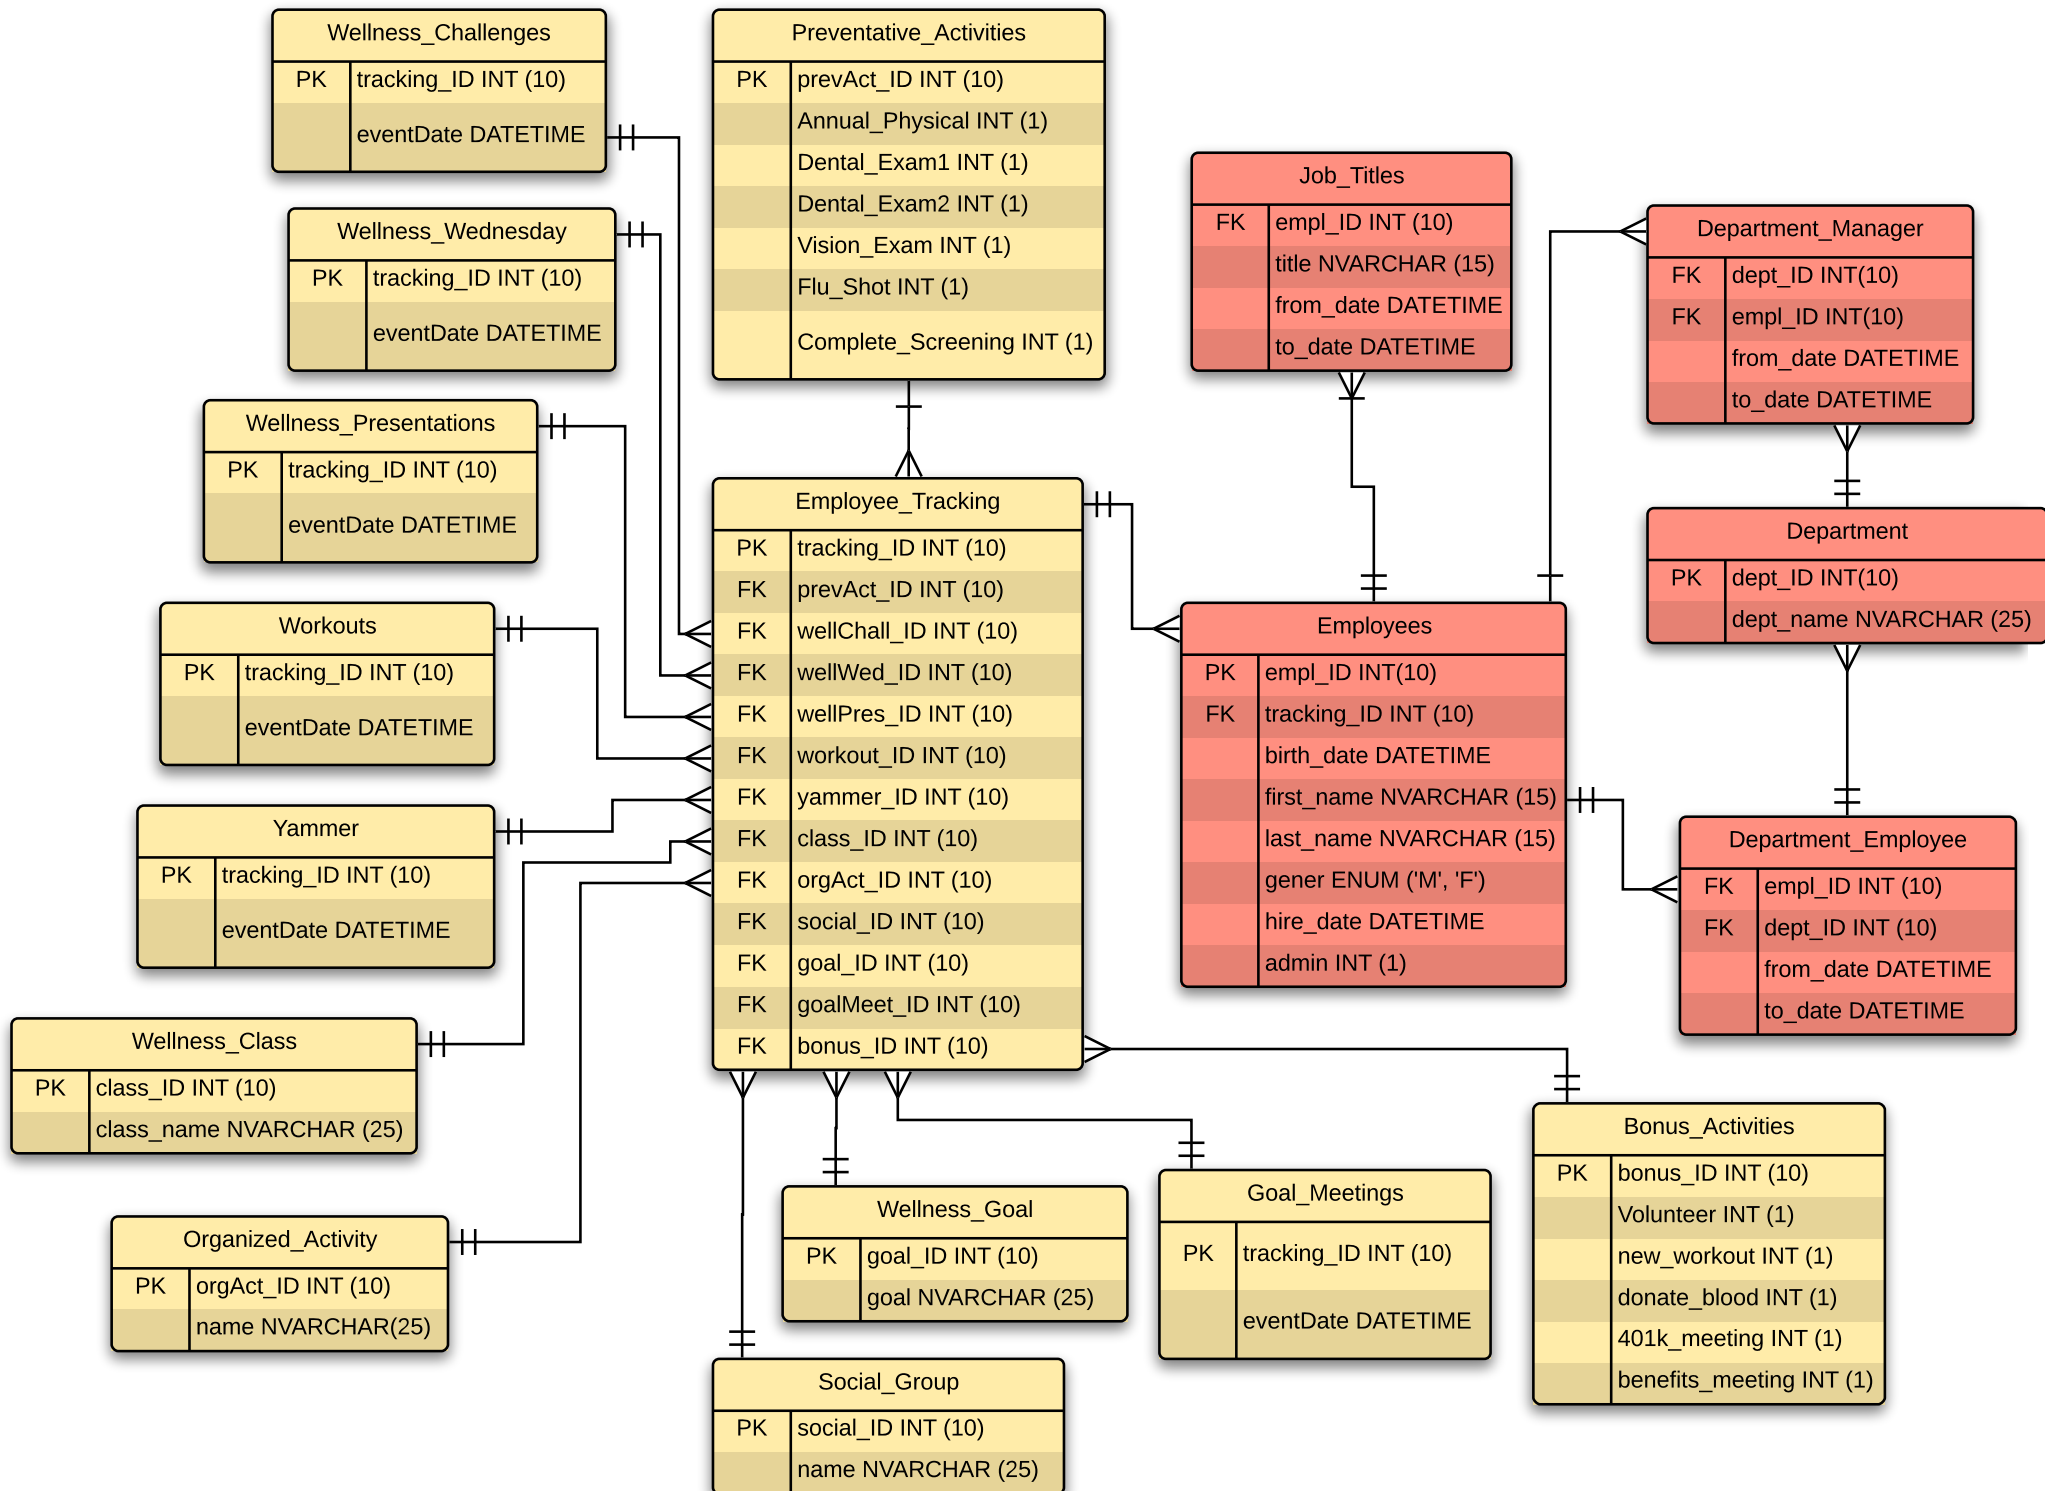 Wellness_Challenges
PK tracking_ID INT (10)
eventDate DATETIME
Preventative_Activities
PK prevAct_ID INT (10)
Annual_Physical INT (1)
Dental_Exam1 INT (1)
Dental_Exam2 INT (1)
Vision_Exam INT (1)
Flu_Shot INT (1)
Complete_Screening INT (1)
Job_Titles
FK empl_ID INT (10)
title NVARCHAR (15)
from_date DATETIME
to_date DATETIME
Department_Manager
FK dept_ID INT(10)
FK empl_ID INT(10)
from_date DATETIME
to_date DATETIME
Wellness_Wednesday
PK tracking_ID INT (10)
eventDate DATETIME
Wellness_Presentations
PK tracking_ID INT (10)
eventDate DATETIME
Employee_Tracking
PK tracking_ID INT (10)
FK prevAct_ID INT (10)
FK wellChall_ID INT (10)
FK wellWed_ID INT (10)
FK wellPres_ID INT (10)
FK workout_ID INT (10)
FK yammer_ID INT (10)
FK class_ID INT (10)
FK orgAct_ID INT (10)
FK social_ID INT (10)
FK goal_ID INT (10)
FK goalMeet_ID INT (10)
FK bonus_ID INT (10)
Department
PK dept_ID INT(10)
dept_name NVARCHAR (25)
Workouts
PK tracking_ID INT (10)
eventDate DATETIME
Employees
PK empl_ID INT(10)
FK tracking_ID INT (10)
birth_date DATETIME
first_name NVARCHAR (15)
last_name NVARCHAR (15)
gener ENUM ('M', 'F')
hire_date DATETIME
admin INT (1)
Yammer
PK tracking_ID INT (10)
eventDate DATETIME
Department_Employee
FK empl_ID INT (10)
FK dept_ID INT (10)
from_date DATETIME
to_date DATETIME
Wellness_Class
PK class_ID INT (10)
class_name NVARCHAR (25)
Bonus_Activities
PK bonus_ID INT (10)
Volunteer INT (1)
new_workout INT (1)
donate_blood INT (1)
401k_meeting INT (1)
benefits_meeting INT (1)
Organized_Activity
PK orgAct_ID INT (10)
name NVARCHAR(25)
Wellness_Goal
PK goal_ID INT (10)
goal NVARCHAR (25)
Goal_Meetings
PK tracking_ID INT (10)
eventDate DATETIME
Social_Group
PK social_ID INT (10)
name NVARCHAR (25)